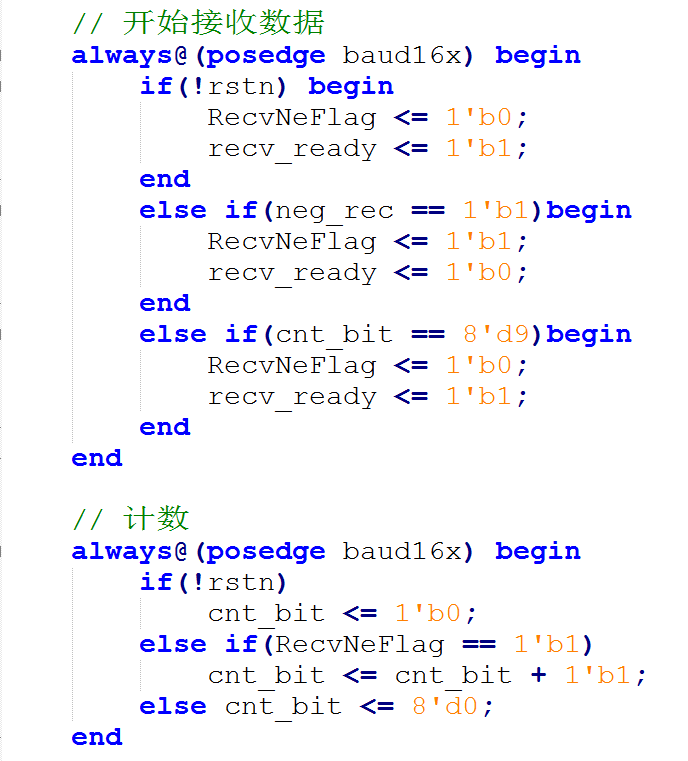 // 开始接收数据
always@(posedge baud16x) begin
if(!rstn) begin
RecvNeFlag <= 1'b0;
recv_ready <= 1'b1;
end
else if(neg_rec == 1'b1)begin
RecvNeFlag <= 1'b1;
recv_ready <= 1'b0;
end
else if(cnt_bit == 8'd9)begin
RecvNeFlag <= 1'b0;
recv_ready <= 1'b1;
end
end
// 计数
always@(posedge baud16x) begin
if(!rstn)
cnt_bit <= 1'b0;
else if(RecvNeFlag == 1'b1)
cnt_bit <= cnt_bit + 1'b1;
else cnt_bit <= 8'd0;
end